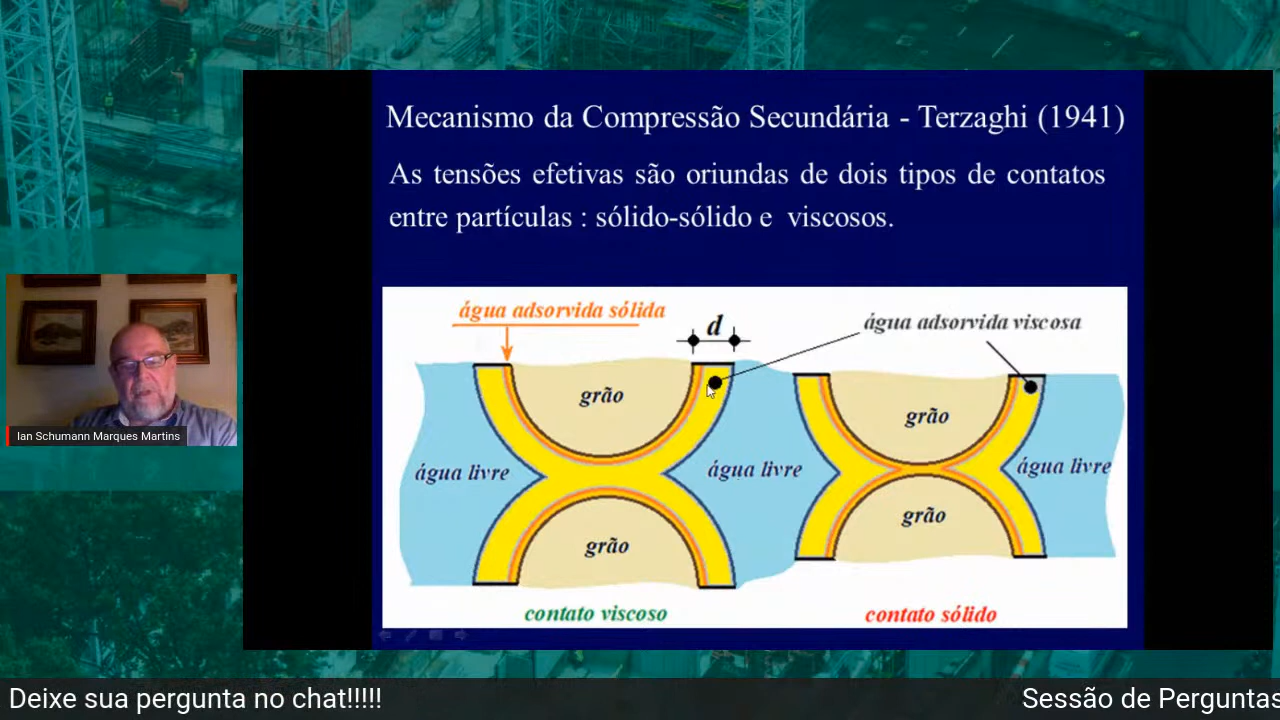 Mecanismo da Compressão Secundária - Terzaghi (1941)
As tensões efetivas são oriundas de dois tipos de contatos
entre partículas : sólido-sólido e viscosos.
água adsorvida sólida
d
água adsorvida viscosa
grão
grão
água livre
água livre
água livre
grão
grão
contato viscoso
contato sólido
Ian Schumann Marques Martins
Deixe sua pergunta no chat!!!!!
Sessão de Perguntas